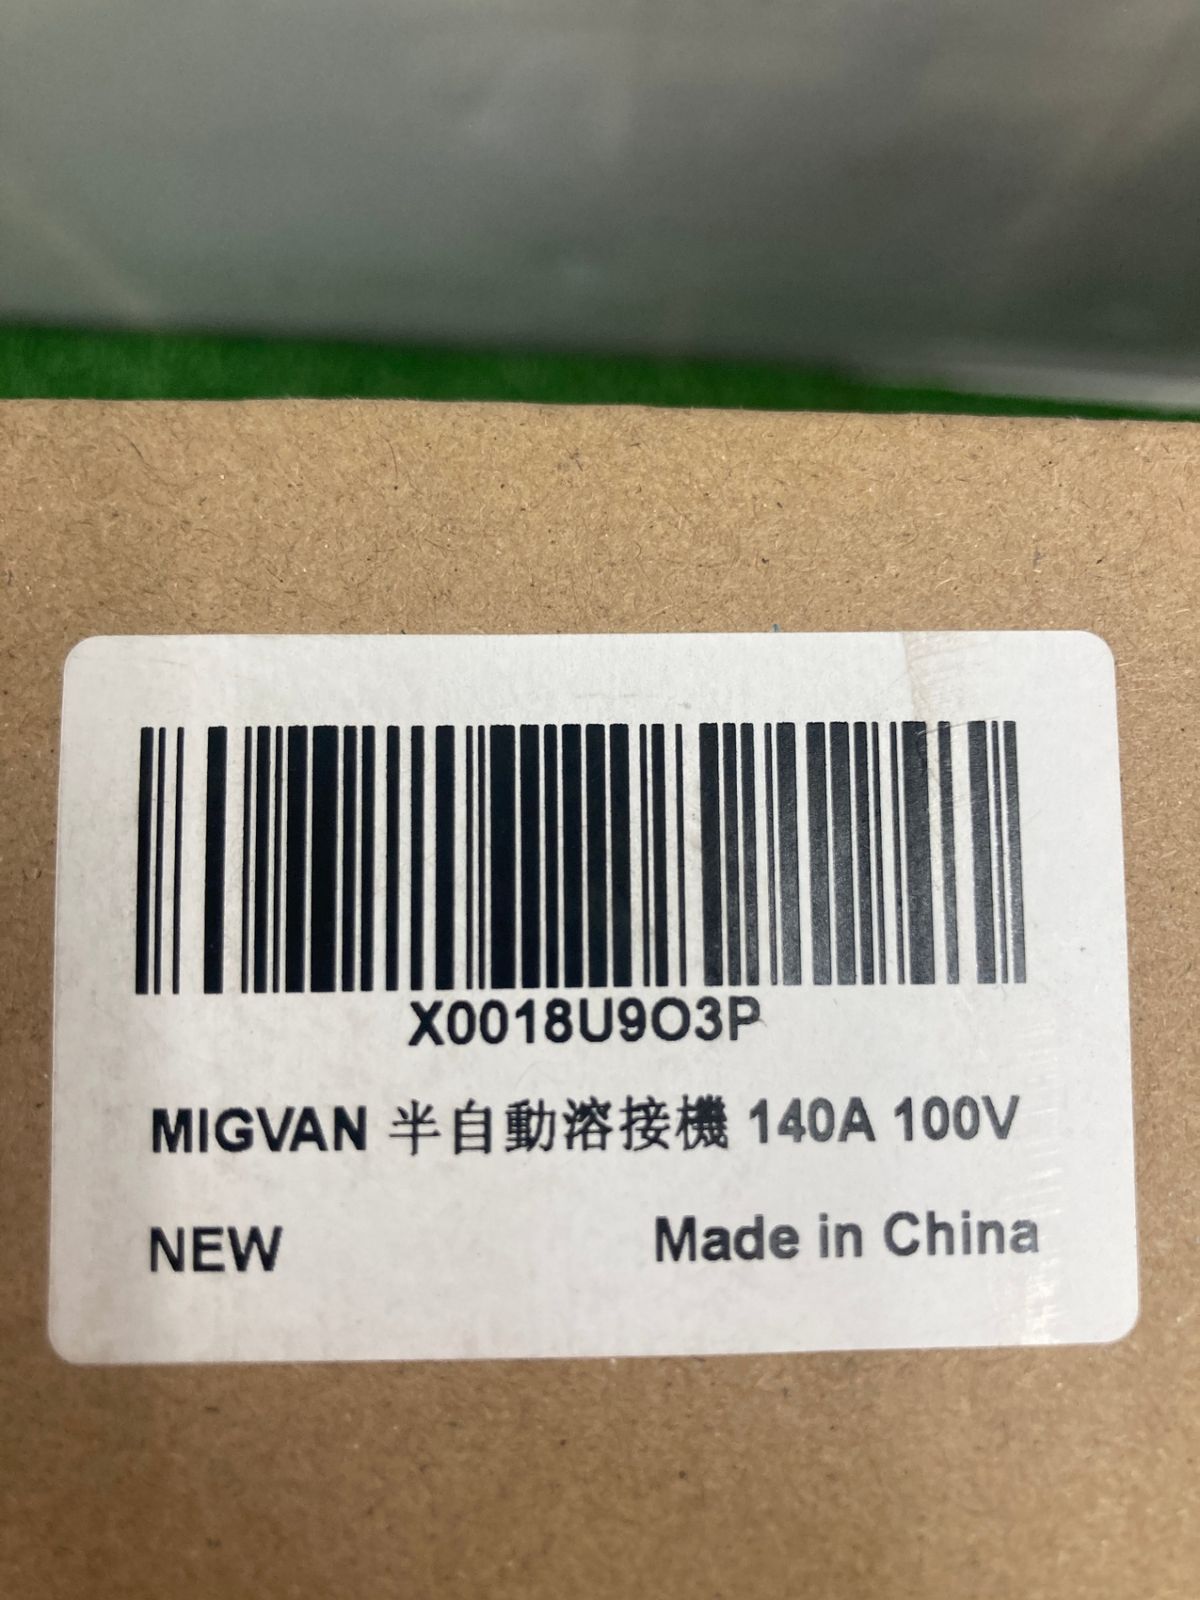 X0018U9O3P
MIGVAN 半自動溶接機 140A 100V
NEW Made in China